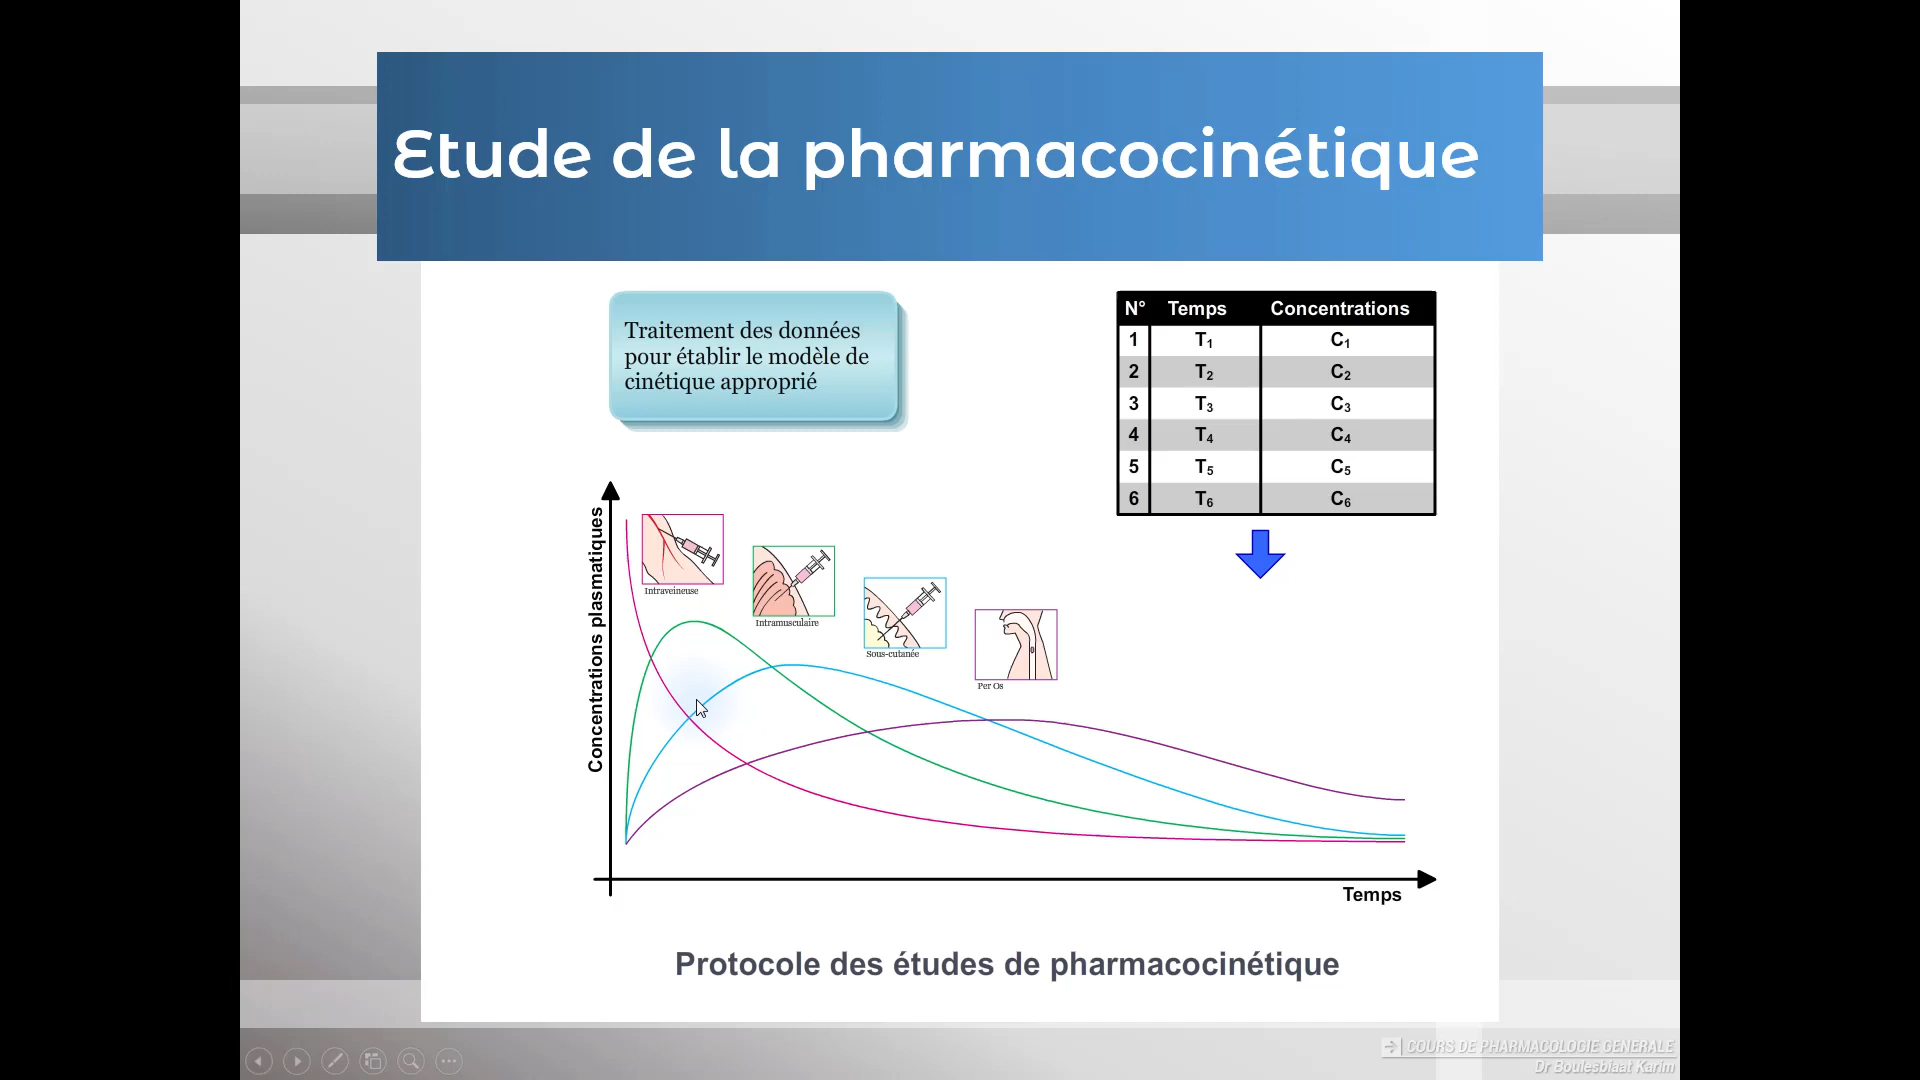 Etude de la pharmacocinétique
Traitement des données
pour établir le modèle de
cinétique approprié
N° Temps Concentrations
1 T1 C1
2 T2 C2
3 T3 C3
4 T4 C4
5 T5 C5
6 T6 C6
Concentrations plasmatiques
Intraveineuse
Intramusculaire
Sous-cutanée
Per Os
Temps
Protocole des études de pharmacocinétique
COURS DE PHARMACOLOGIE GENERALE
Dr Boulesblaat Karim